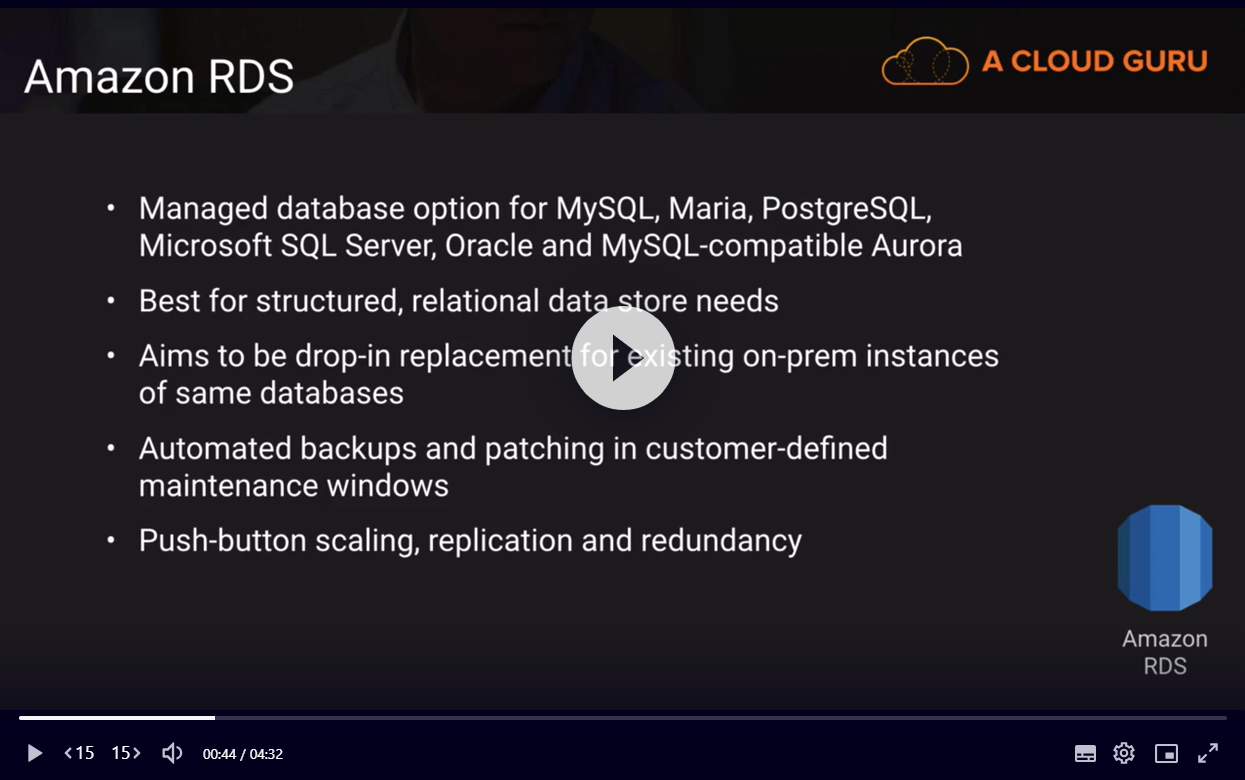 Amazon RDS
A CLOUD GURU
• Managed database option for MySQL, Maria, PostgreSQL,
Microsoft SQL Server, Oracle and MySQL-compatible Aurora
• Best for structured, relational data store needs
• Aims to be drop-in replacement for existing on-prem instances
of same databases
• Automated backups and patching in customer-defined
maintenance windows
• Push-button scaling, replication and redundancy
Amazon
RDS
15 15 00:44 / 04:32